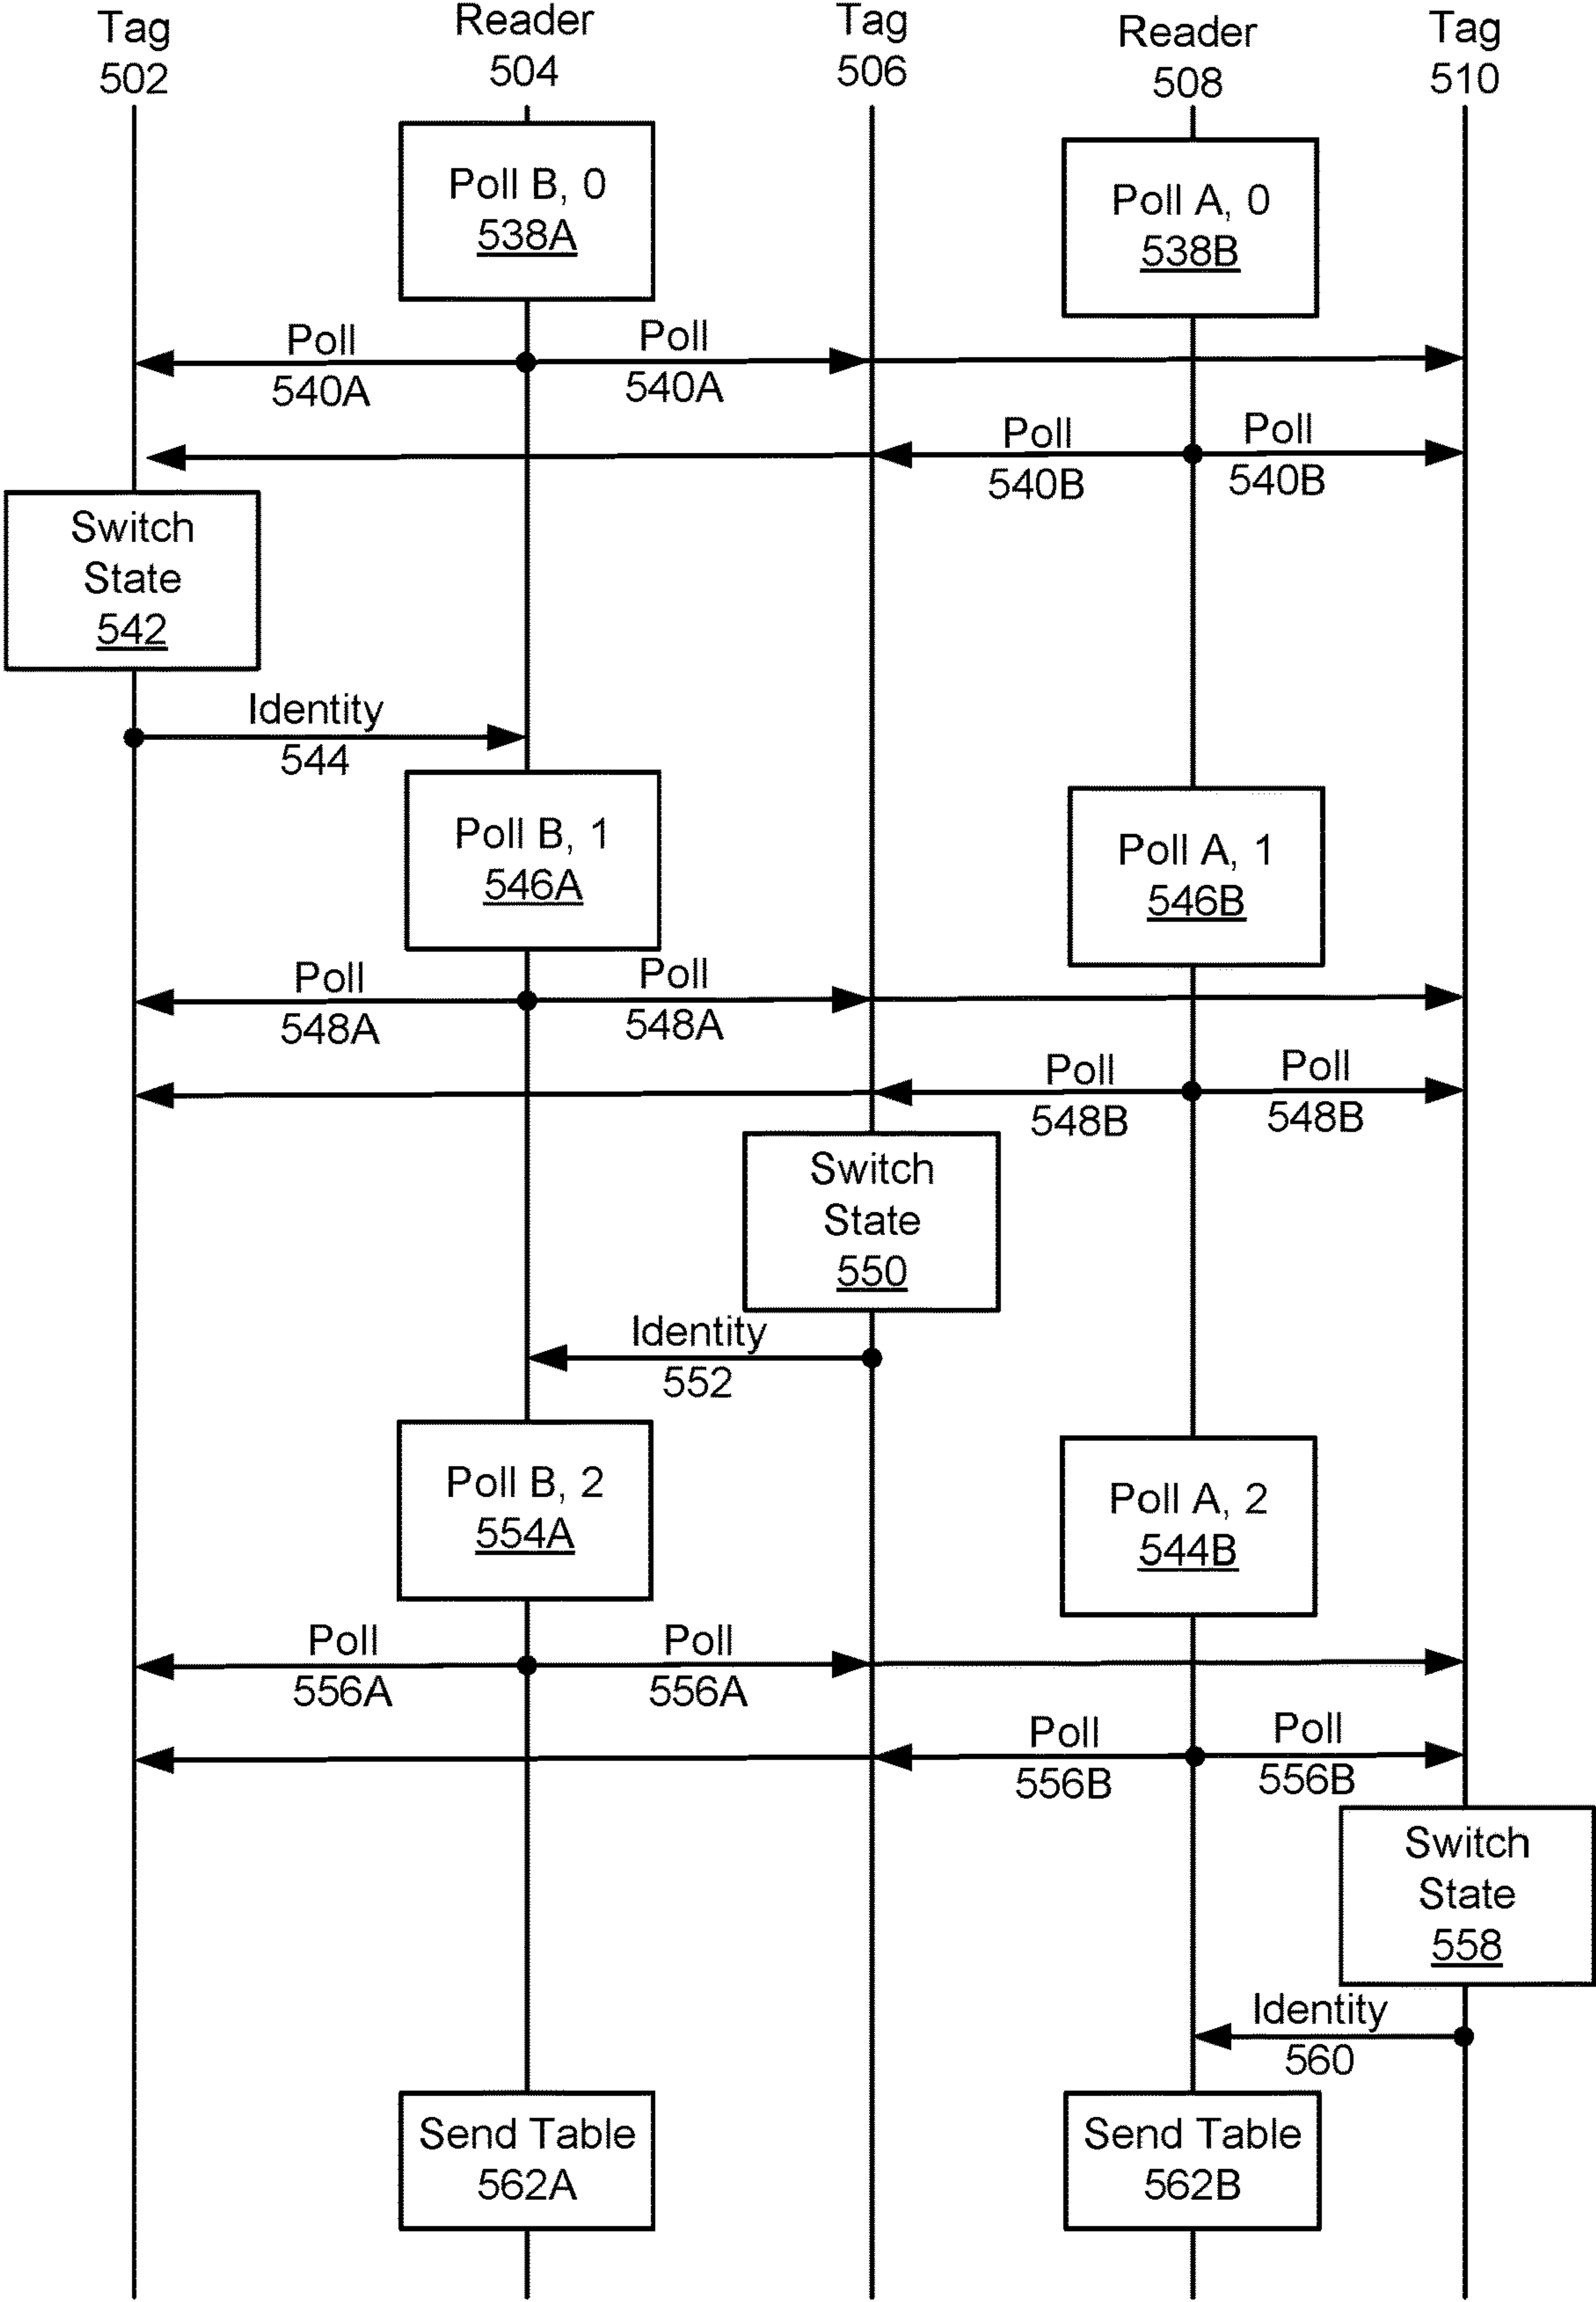 Tag
502
Reader
504
Tag
506
Reader
508
Tag
510
Poll B, 0
538A
Poll A, 0
538B
Poll
540A
Poll
540A
Poll
540B
Poll
540B
Switch
State
542
Identity
544
Poll B, 1
546A
Poll A, 1
546B
Poll
548A
Poll
548A
Poll
548B
Poll
548B
Switch
State
550
Identity
552
Poll B, 2
554A
Poll A, 2
544B
Poll
556A
Poll
556A
Poll
556B
Poll
556B
Switch
State
558
Identity
560
Send Table
562A
Send Table
562B